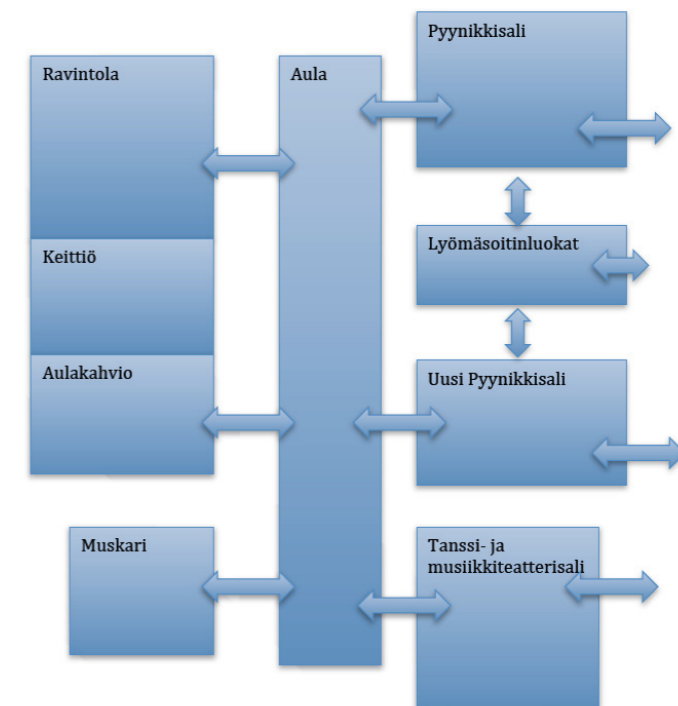 Pyynikkisali
Ravintola
Aula
Lyömäsoitinluokat
Keittiö
Aulakahvio
Uusi Pyynikkisali
Muskari
Tanssi- ja
musiikkiteatterisali